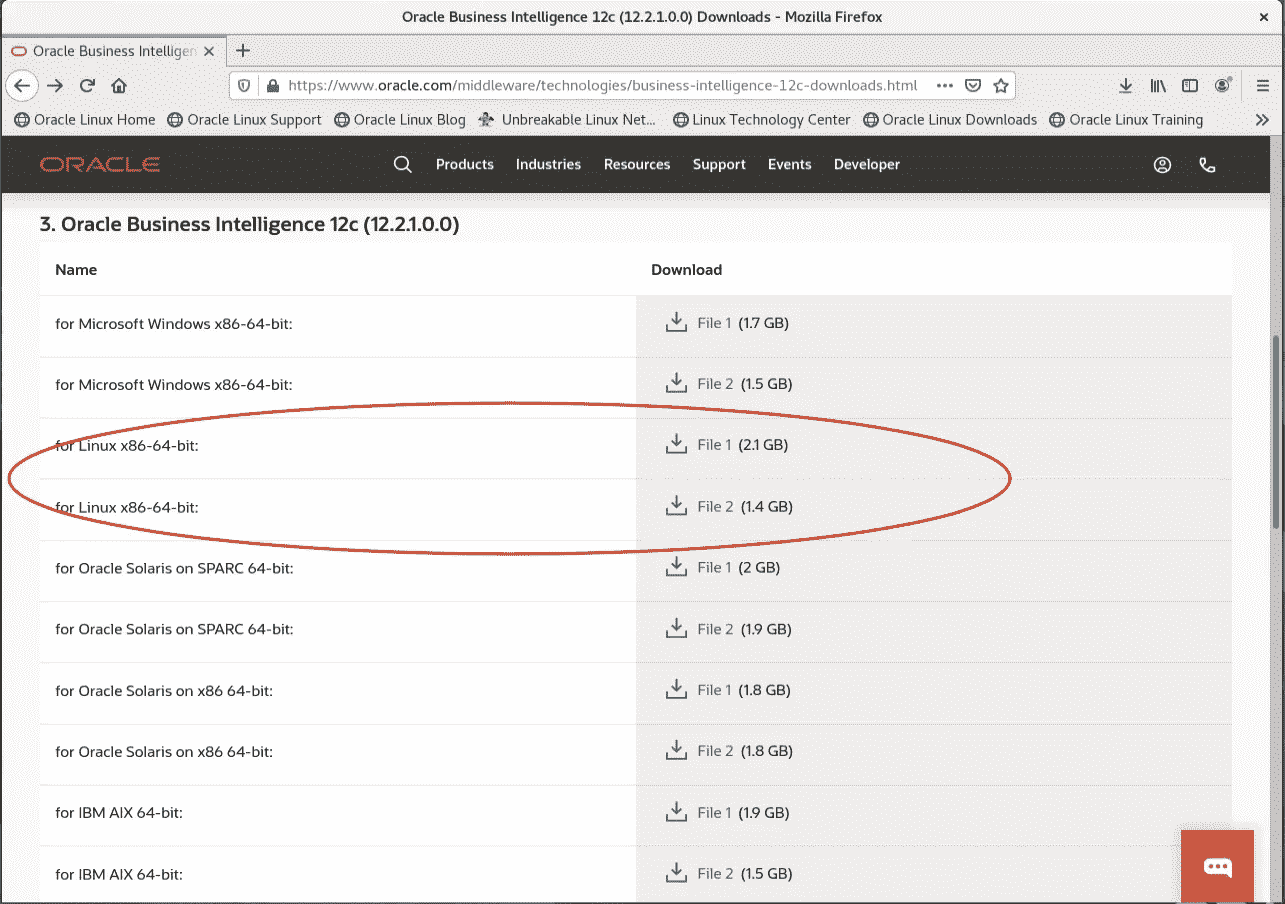 Oracle Business Intelligence 12c (12.2.1.0.0) Downloads - Mozilla Firefox
Oracle Business Intelligen
https://www.oracle.com/middleware/technologies/business-intelligence-12c-downloads.html
Oracle Linux Home Oracle Linux Support Oracle Linux Blog Unbreakable Linux Net... Linux Technology Center Oracle Linux Downloads Oracle Linux Training
ORACLE Products Industries Resources Support Events Developer
3. Oracle Business Intelligence 12c (12.2.1.0.0)
Name Download
for Microsoft Windows x86-64-bit: File 1 (1.7 GB)
for Microsoft Windows x86-64-bit: File 2 (1.5 GB)
for Linux x86-64-bit: File 1 (2.1 GB)
for Linux x86-64-bit: File 2 (1.4 GB)
for Oracle Solaris on SPARC 64-bit: File 1 (2 GB)
for Oracle Solaris on SPARC 64-bit: File 2 (1.9 GB)
for Oracle Solaris on x86 64-bit: File 1 (1.8 GB)
for Oracle Solaris on x86 64-bit: File 2 (1.8 GB)
for IBM AIX 64-bit: File 1 (1.9 GB)
for IBM AIX 64-bit: File 2 (1.5 GB)